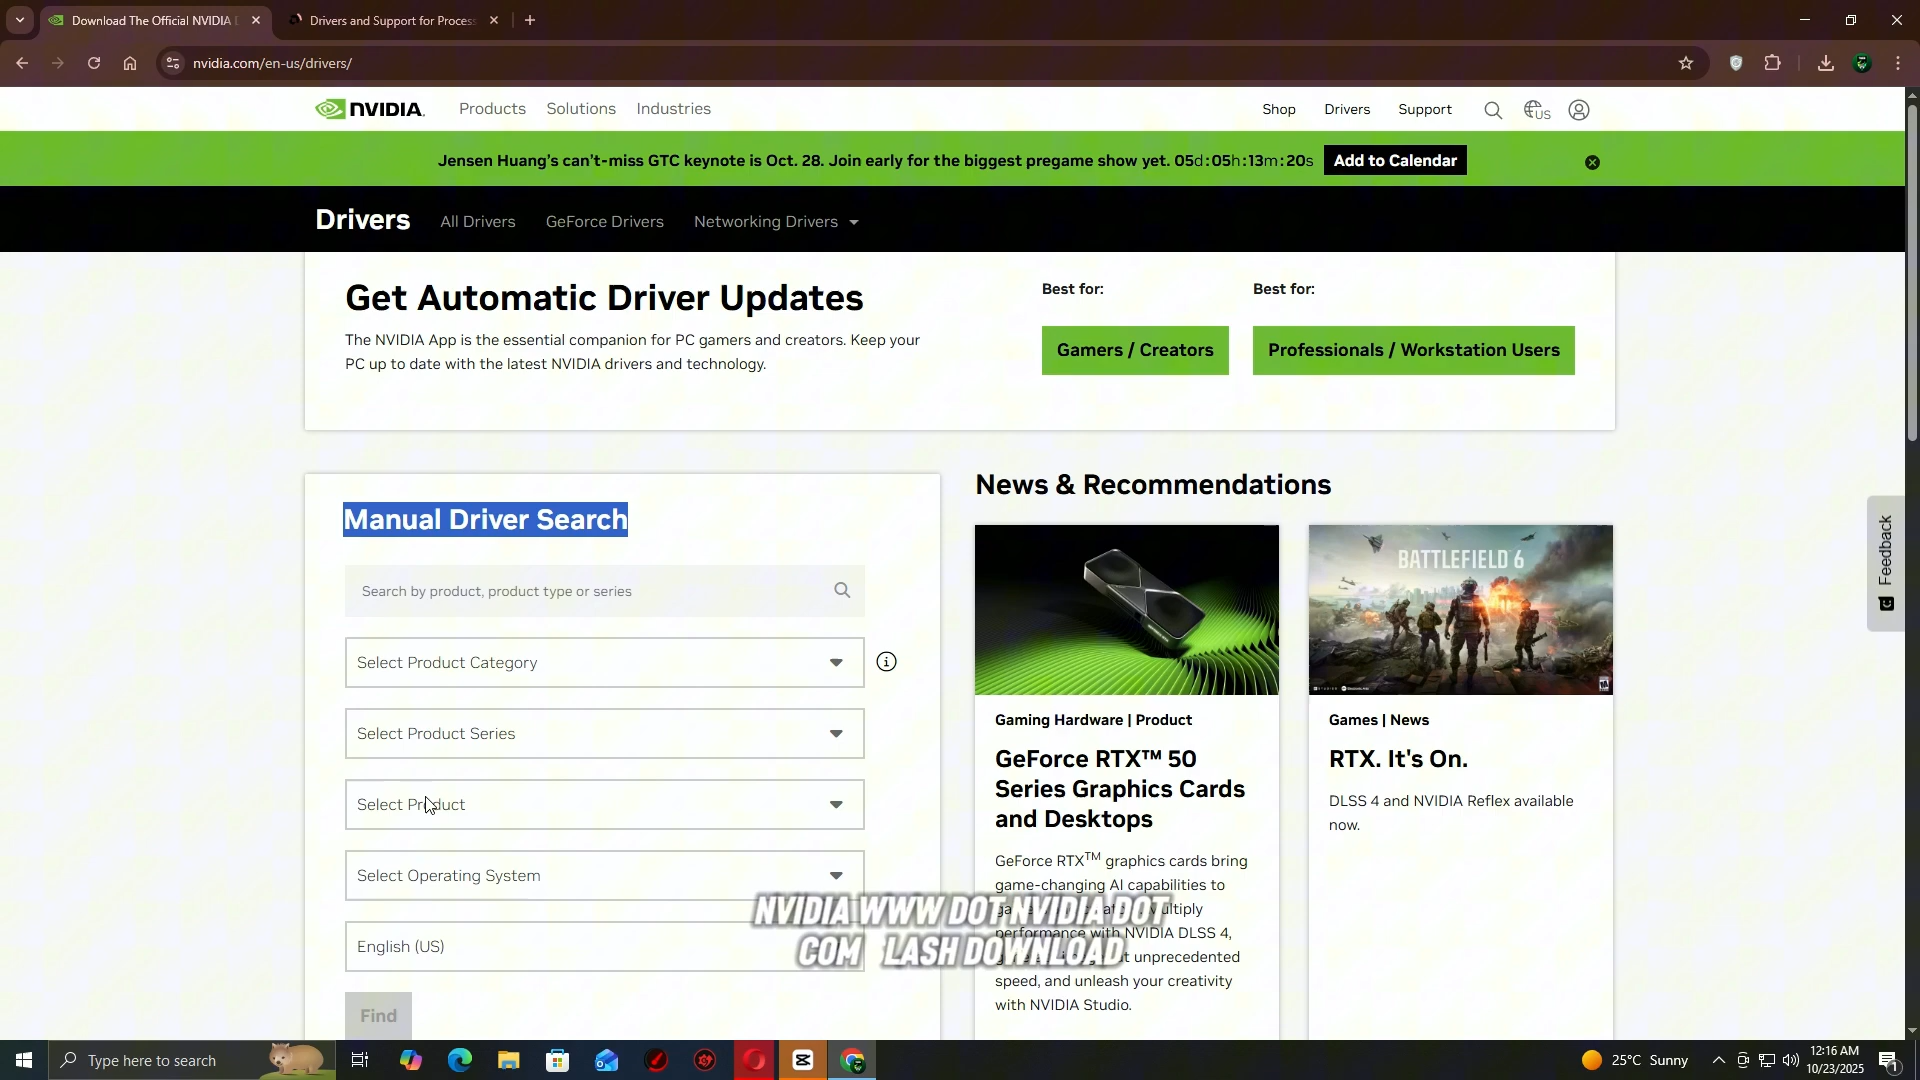 Download The Official NVIDIA D
Drivers and Support for Process
nvidia.com/en-us/drivers/
NVIDIA.
Products
Solutions
Industries
Shop
Drivers
Support
US
Jensen Huang's can't-miss GTC keynote is Oct. 28. Join early for the biggest pregame show yet. 05d:05h:13m:20s
Add to Calendar
Drivers
All Drivers
GeForce Drivers
Networking Drivers
Get Automatic Driver Updates
The NVIDIA App is the essential companion for PC gamers and creators. Keep your
PC up to date with the latest NVIDIA drivers and technology.
Best for:
Gamers / Creators
Best for:
Professionals / Workstation Users
Manual Driver Search
Search by product, product type or series
Select Product Category
Select Product Series
Select Product
Select Operating System
English (US)
Find
News & Recommendations
Gaming Hardware | Product
GeForce RTX™ 50
Series Graphics Cards
and Desktops
GeForce RTX™ graphics cards bring
game-changing AI capabilities to
Multiply
performance with NVIDIA DLSS 4,
unprecedented
speed, and unleash your creativity
with NVIDIA Studio.
BATTLEFIELD 6
Games | News
RTX. It's On.
DLSS 4 and NVIDIA Reflex available
now.
Feedback
NVIDIA WWW DOT NVIDIA DOT
COM LASH DOWNLOAD
Type here to search
25°C Sunny
12:16 AM
10/23/2025
1